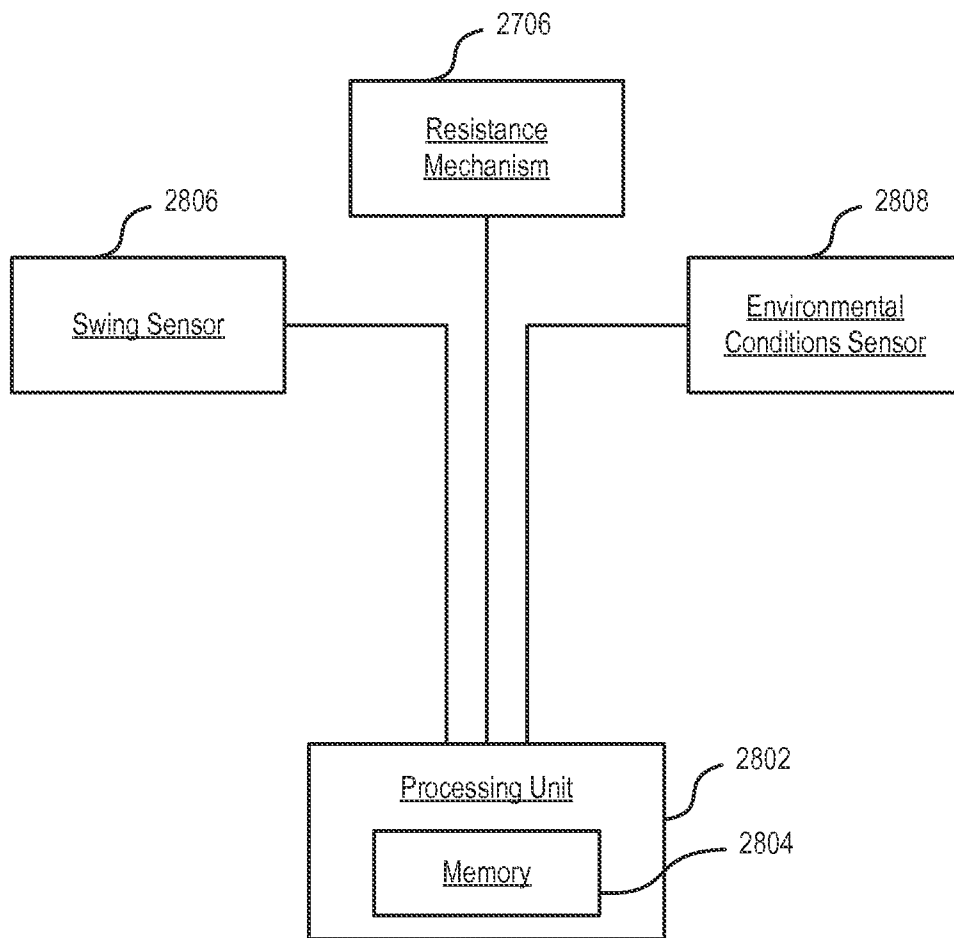 2706
Resistance
Mechanism
2806
2808
Swing Sensor
Environmental
Conditions Sensor
Processing Unit
2802
Memory
2804